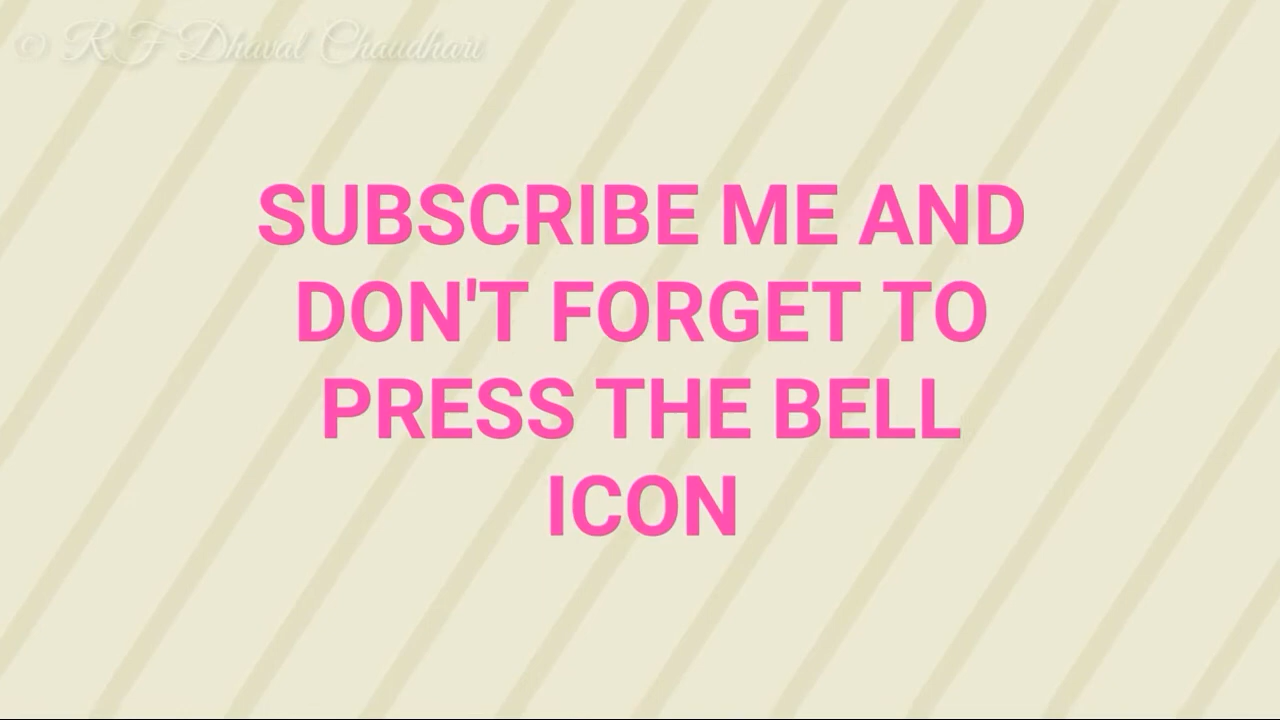 © RF Dhaval Chaudhari
SUBSCRIBE ME AND
DON'T FORGET TO
PRESS THE BELL
ICON